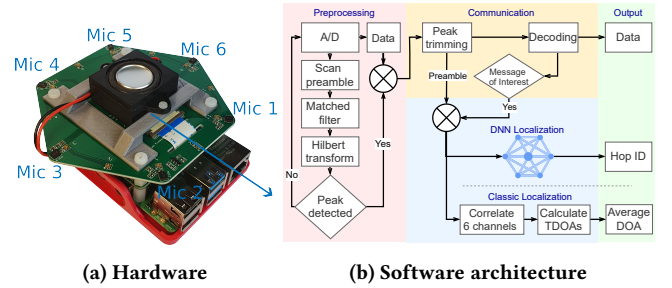 Mic 5
Mic 6
Mic 4
Mic 1
Mic 3
Mic 2
(a) Hardware
Preprocessing
Communication
Output
A/D
Data
Peak
trimming
Decoding
Data
Scan
preamble
Preamble
Message
of Interest
Matched
filter
Yes
Yes
Hilbert
transform
DNN Localization
Hop ID
No
Peak
detected
Classic Localization
Correlate
6 channels
Calculate
TDOAs
Average
DOA
(b) Software architecture